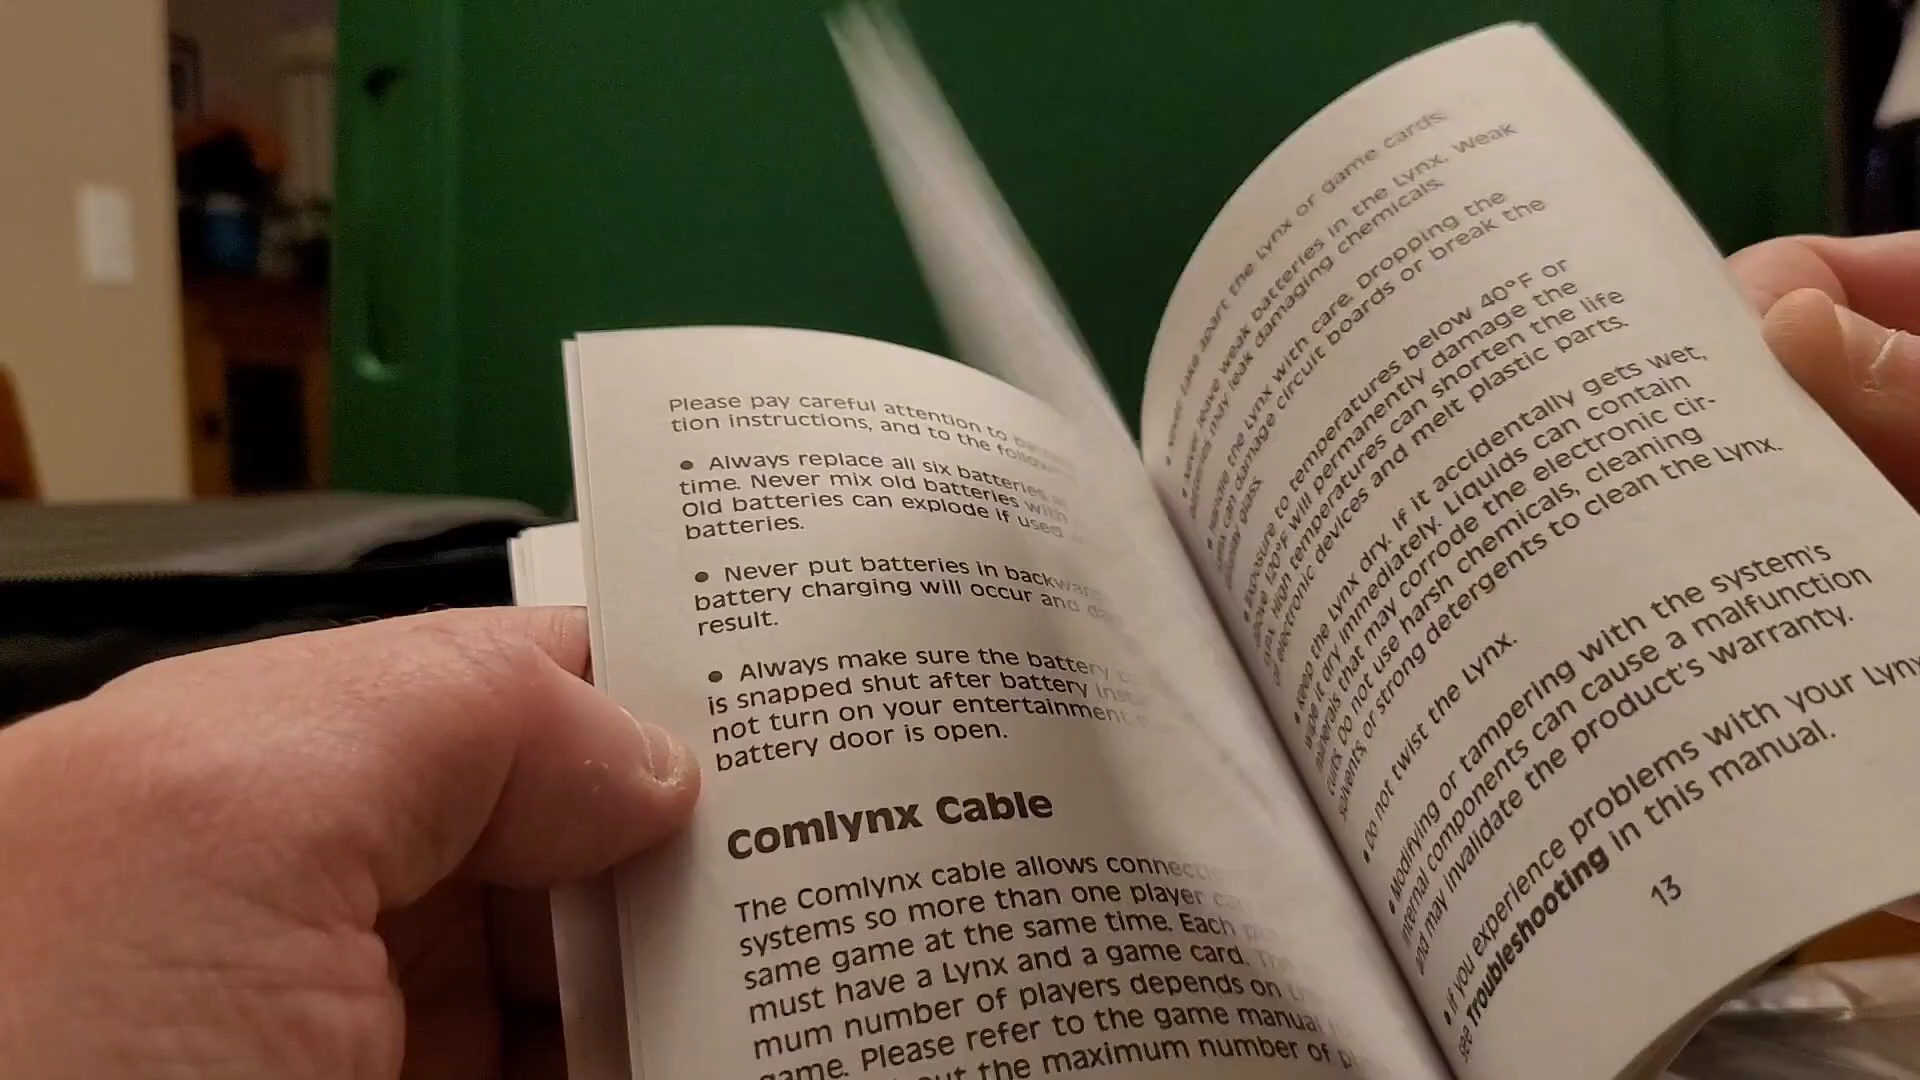 Please pay careful attention to
tion instructions, and to the
● Always replace all six batteries
time. Never mix old batteries with
Old batteries can explode if used
batteries.
● Never put batteries in
battery charging will occur and
result.
● Always make sure the battery
is snapped shut after battery
not turn on your entertainment
battery door is open.
Comlynx Cable
The Comlynx cable allows
systems so more than one player
same game at the same time. Each
must have a Lynx and a game card.
mum number of players depends on
game. Please refer to the game manual
the maximum number of
take apart the Lynx or game cards.
● Never leave weak batteries in the Lynx. Weak
batteries may leak damaging chemicals.
● Handle the Lynx with care. Dropping the
Lynx can damage circuit boards or break the
display glass.
● Exposure to temperatures below 40°F or
above 120°F will permanently damage the
Lynx. High temperatures can shorten the life
of electronic devices and melt plastic parts.
● Keep the Lynx dry. If it accidentally gets wet,
wipe it dry immediately. Liquids can contain
minerals that may corrode the electronic cir-
cuits. Do not use harsh chemicals, cleaning
solvents, or strong detergents to clean the Lynx.
● Do not twist the Lynx.
● Modifying or tampering with the system's
internal components can cause a malfunction
and may invalidate the product's warranty.
● If you experience problems with your Lynx
see Troubleshooting in this manual.
13